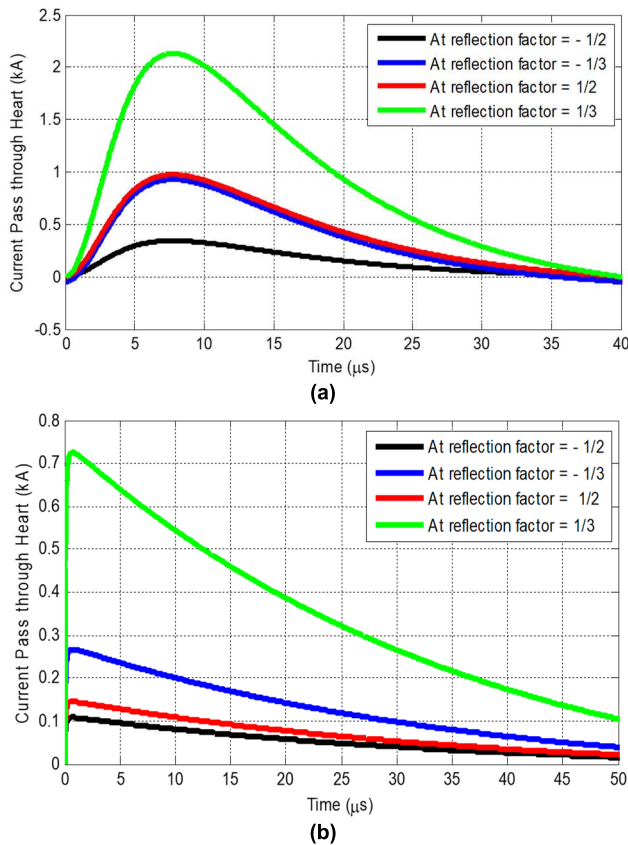 Current Pass through Heart (kA)
2.5
2
1.5
1
0.5
0
-0.5
At reflection factor = - 1/2
At reflection factor = - 1/3
At reflection factor = 1/2
At reflection factor = 1/3
0 5 10 15 20 25 30 35 40
Time (μs)
(a)
Current Pass through Heart (kA)
0.8
0.7
0.6
0.5
0.4
0.3
0.2
0.1
0
At reflection factor = - 1/2
At reflection factor = - 1/3
At reflection factor = 1/2
At reflection factor = 1/3
0 5 10 15 20 25 30 35 40 45 50
Time (μs)
(b)